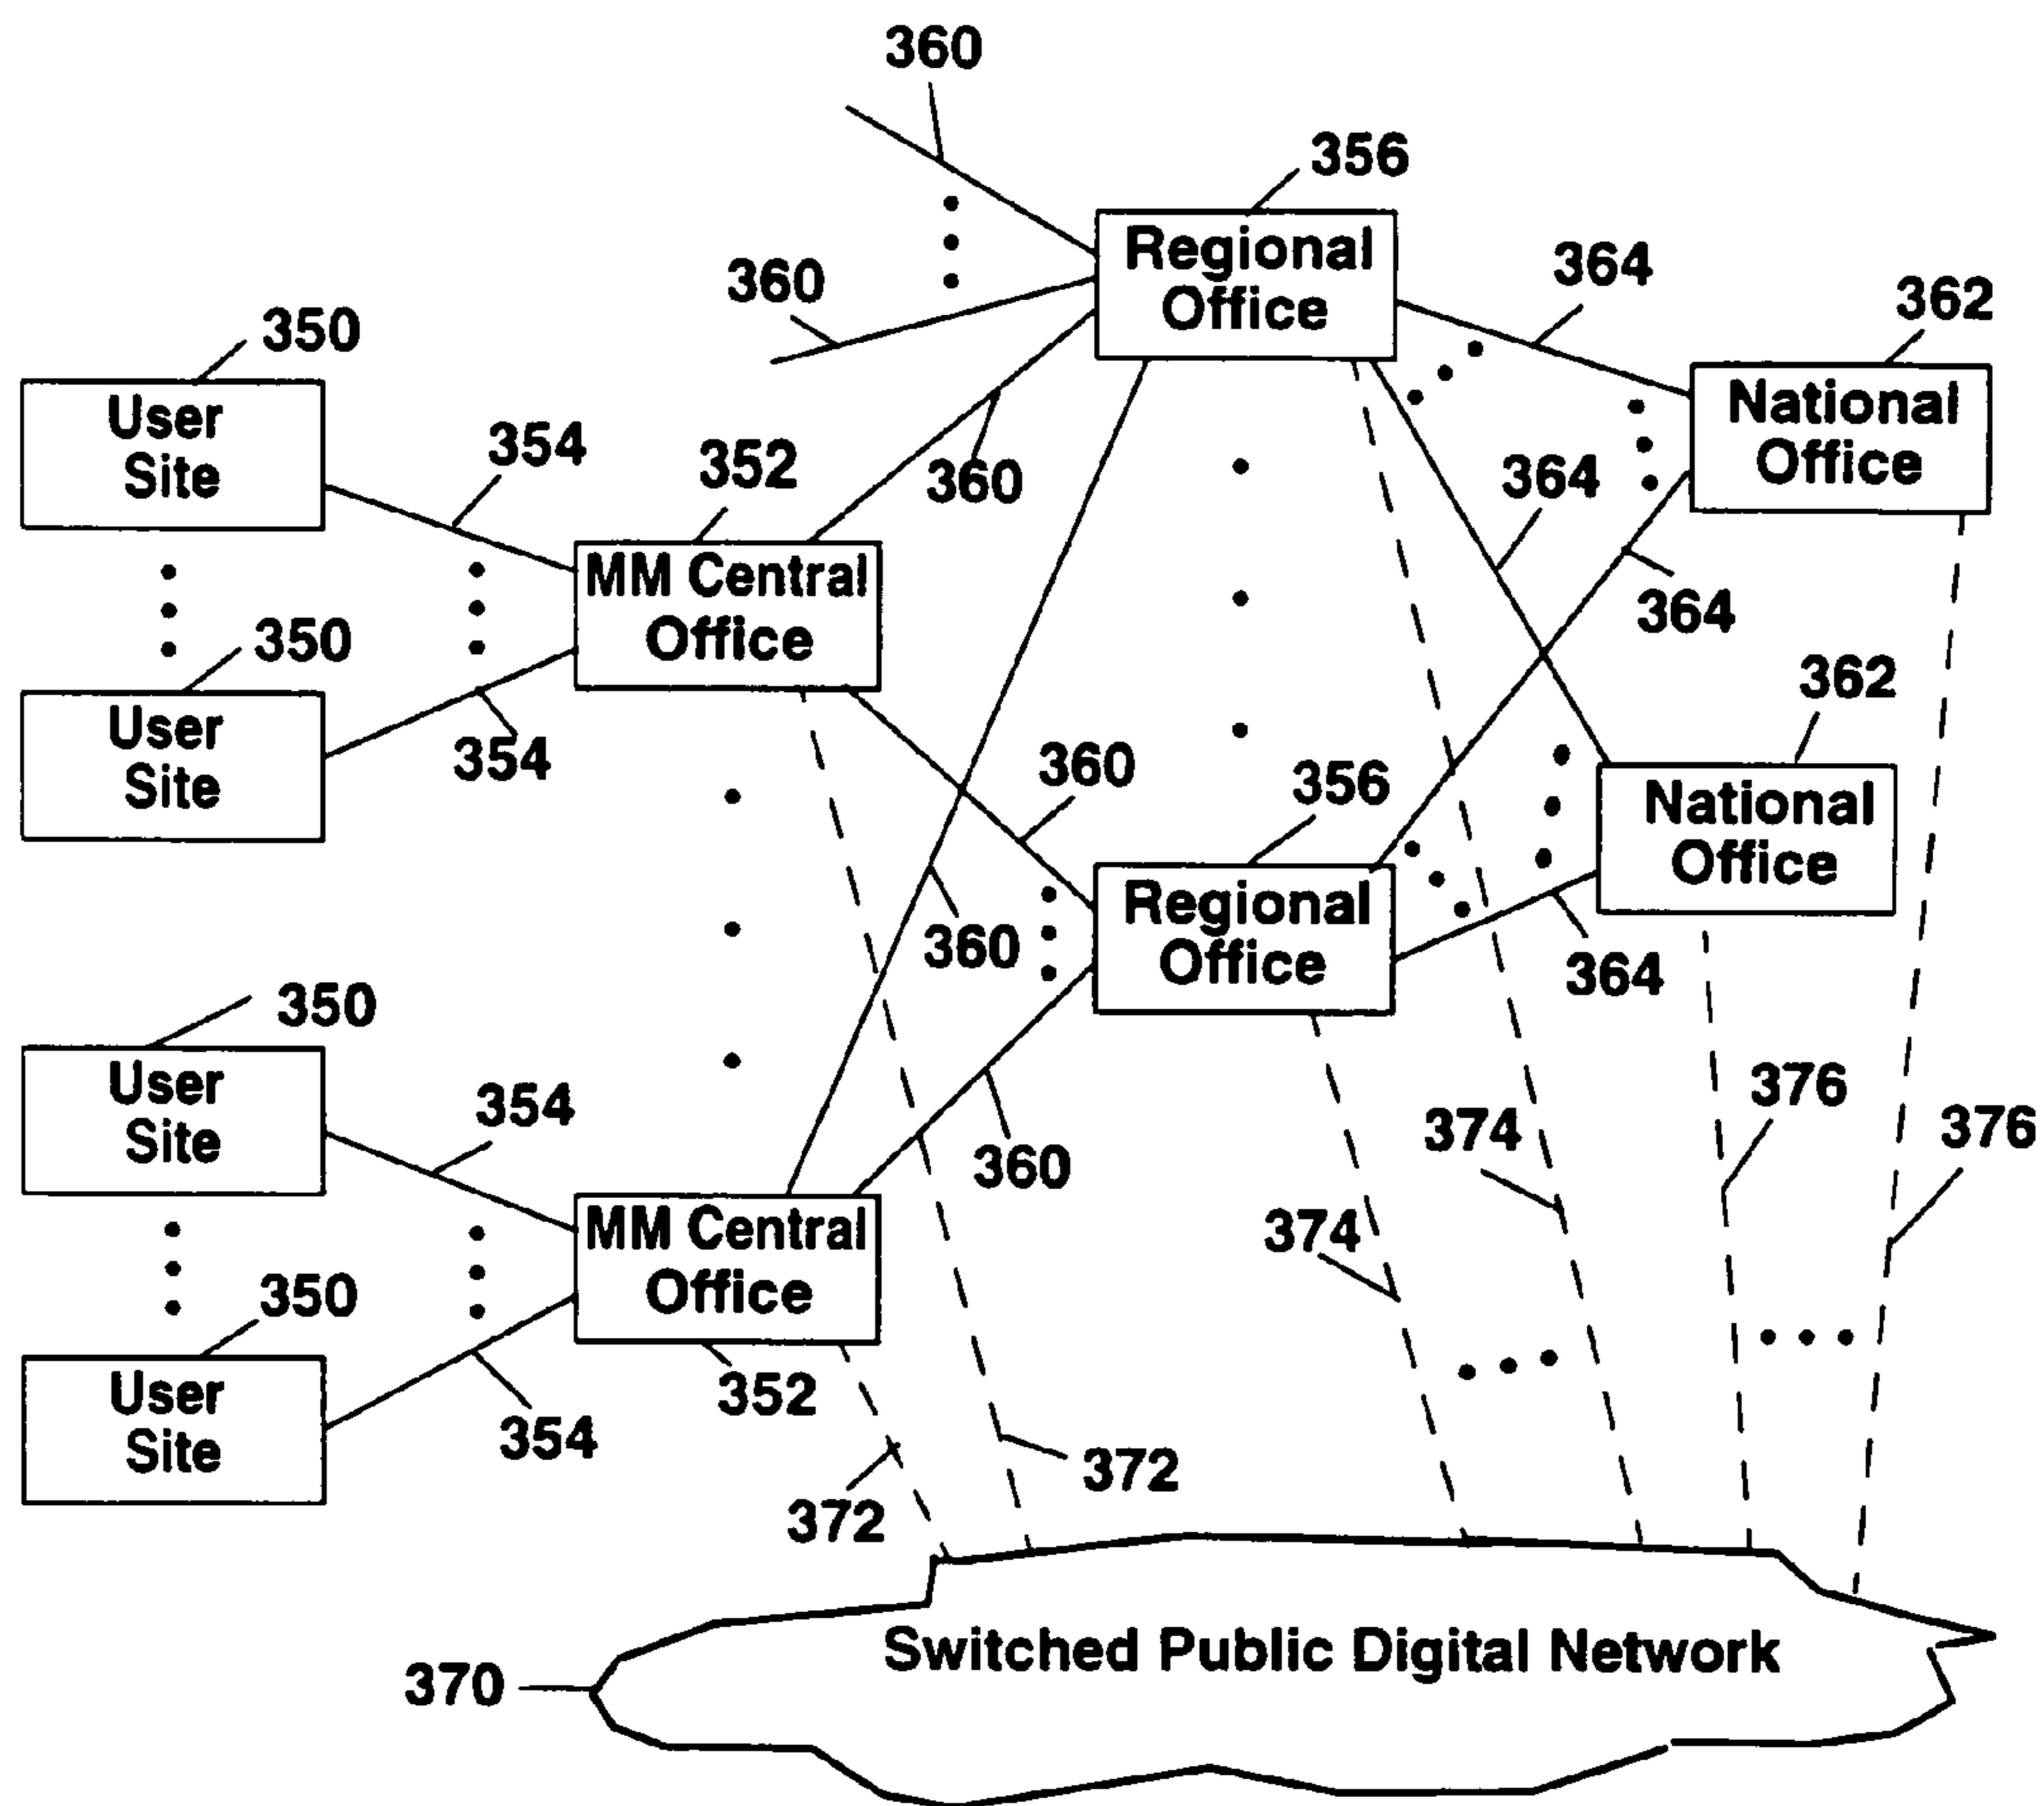 360
356
Regional
Office
364
362
360
350
User
Site
354
352
360
National
Office
364
MM Central
Office
364
350
User
Site
354
362
360
356
National
Office
Regional
Office
360
364
350
User
Site
354
360
374
376
376
MM Central
Office
374
350
User
Site
352
354
372
372
Switched Public Digital Network
370